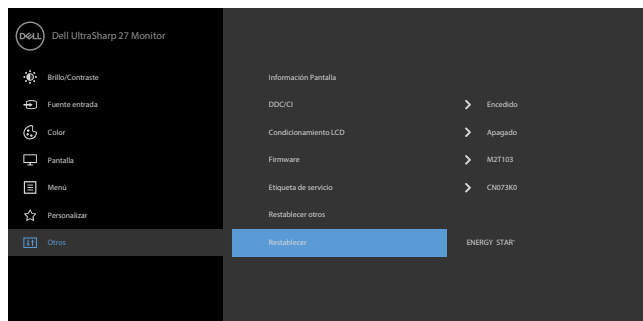 DELL Dell UltraSharp 27 Monitor
Brillo/Contraste Información Pantalla
Fuente entrada DDC/CI Encedido
Color Condicionamiento LCD Apagado
Pantalla Firmware M2T103
Menú Etiqueta de servicio CN073K0
Personalizar Restablecer otros
Otros Restablecer ENERGY STAR®